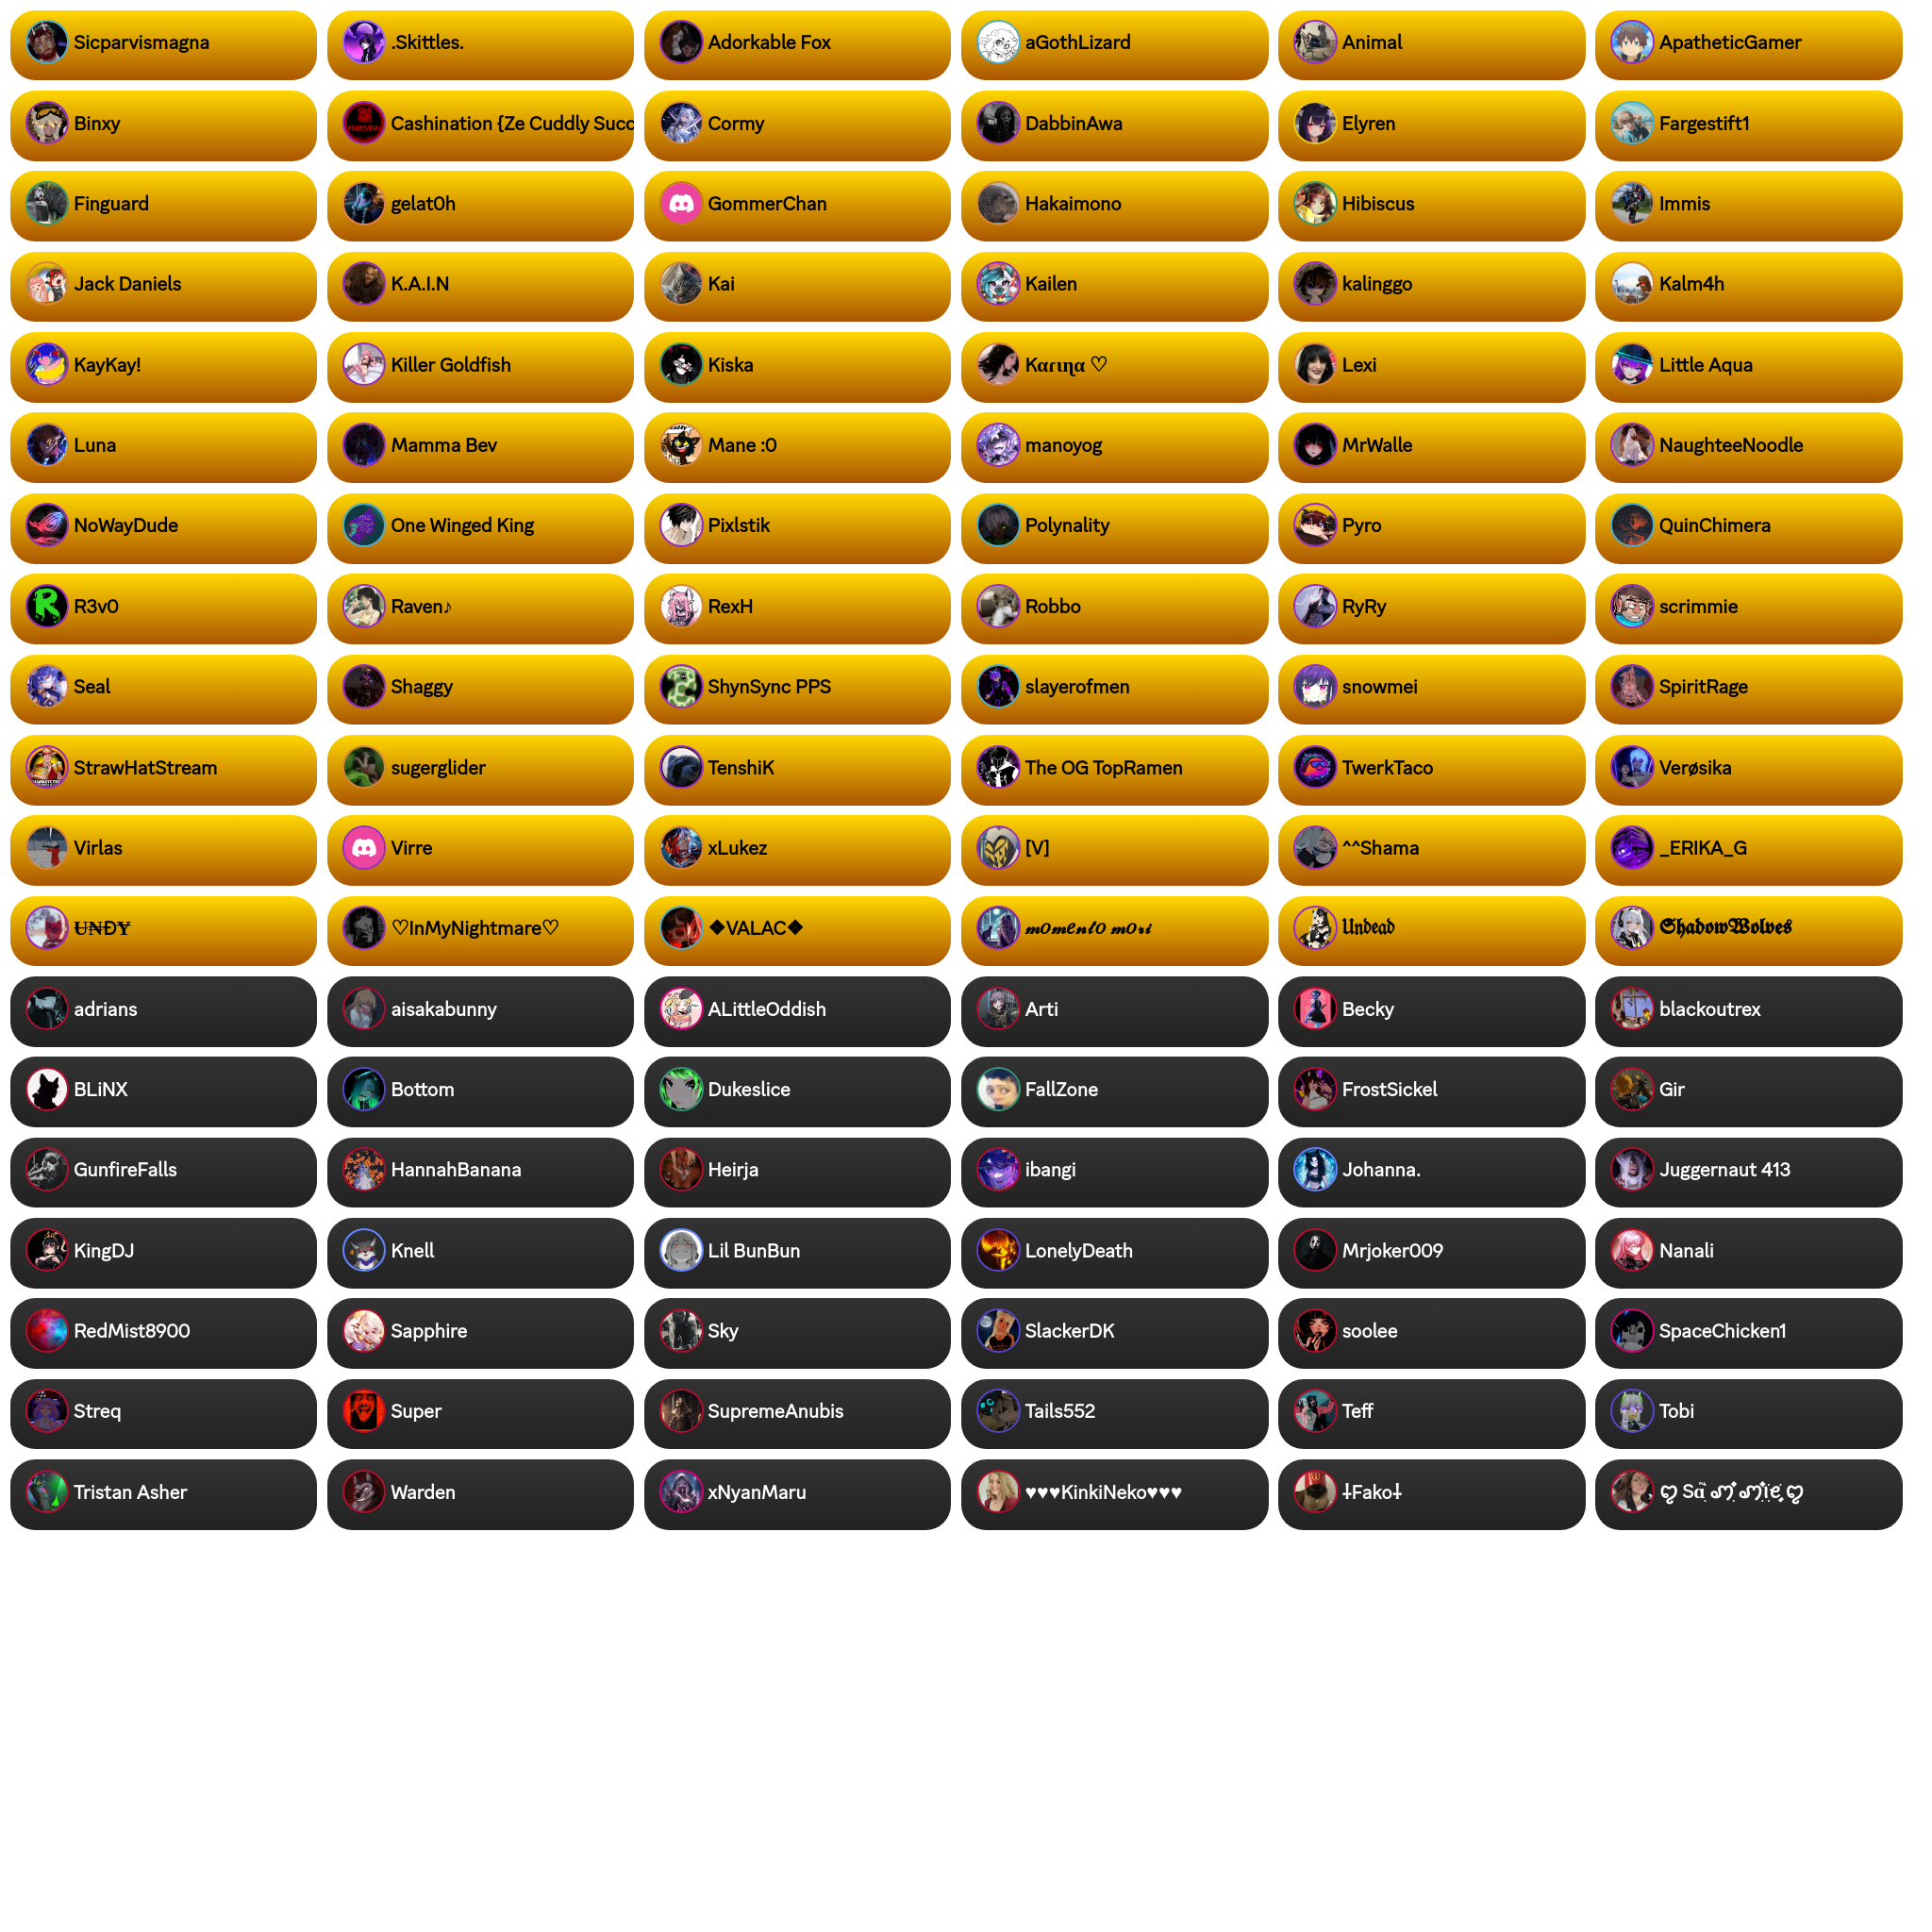 Sicparvismagna
.Skittles.
Adorkable Fox
aGothLizard
Animal
ApatheticGamer
Binxy
Cashination {Ze Cuddly Succ
Cormy
DabbinAwa
Elyren
Fargestift1
Finguard
gelat0h
GommerChan
Hakaimono
Hibiscus
Immis
Jack Daniels
K.A.I.N
Kai
Kailen
kalinggo
Kalm4h
KayKay!
Killer Goldfish
Kiska
Kαɾιɳα ♡
Lexi
Little Aqua
Luna
Mamma Bev
Mane :0
manoyog
MrWalle
NaughteeNoodle
NoWayDude
One Winged King
Pixlstik
Polynality
Pyro
QuinChimera
R3v0
Raven♪
RexH
Robbo
RyRy
scrimmie
Seal
Shaggy
ShynSync PPS
slayerofmen
snowmei
SpiritRage
StrawHatStream
sugerglider
TenshiK
The OG TopRamen
TwerkTaco
Verøsika
Virlas
Virre
xLukez
[V]
^^Shama
_ERIKA_G
Ʉ₦ĐɎ
♡InMyNightmare♡
❖VALAC❖
𝓶𝓸𝓶𝓮𝓷𝓽𝓸 𝓶𝓸𝓻𝓲
𝔘𝔫𝔡𝔢𝔞𝔡
𝕾𝖍𝖆𝖉𝖔𝖜𝖂𝖔𝖑𝖛𝖊𝖘
adrians
aisakabunny
ALittleOddish
Arti
Becky
blackoutrex
BLiNX
Bottom
Dukeslice
FallZone
FrostSickel
Gir
GunfireFalls
HannahBanana
Heirja
ibangi
Johanna.
Juggernaut 413
KingDJ
Knell
Lil BunBun
LonelyDeath
Mrjoker009
Nanali
RedMist8900
Sapphire
Sky
SlackerDK
soolee
SpaceChicken1
Streq
Super
SupremeAnubis
Tails552
Teff
Tobi
Tristan Asher
Warden
xNyanMaru
♥♥♥KinkiNeko♥♥♥
⸸Fako⸸